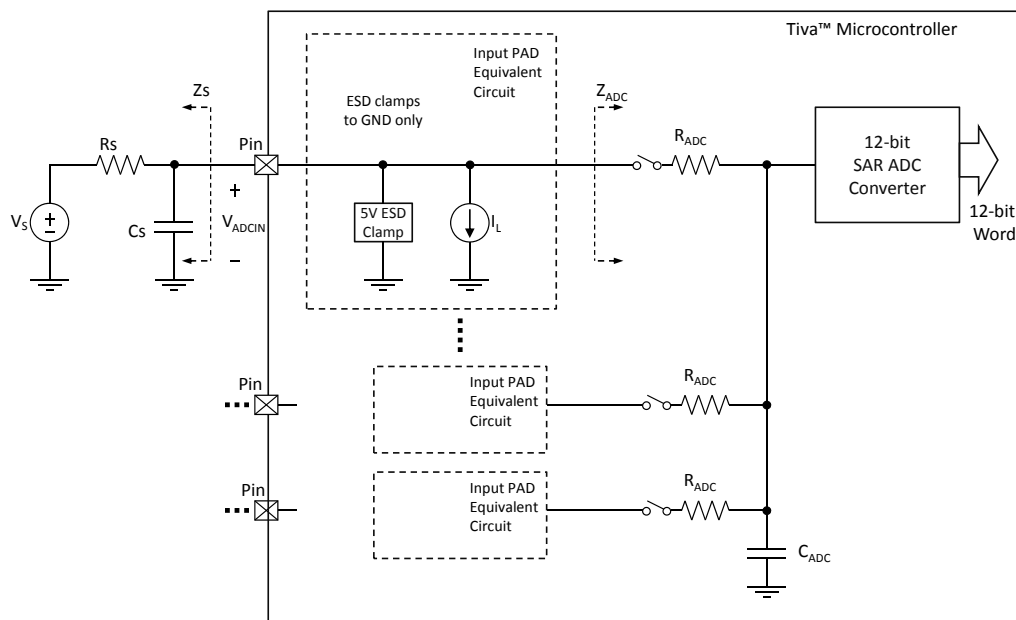 Tiva™ Microcontroller
Input PAD
Equivalent
Circuit
ESD clamps
to GND only
Zs
Z_ADC
Rs
Pin
R_ADC
12-bit
SAR ADC
Converter
V_S
+
−
Cs
+
V_ADCIN
−
5V ESD
Clamp
I_L
12-bit
Word
Pin
Input PAD
Equivalent
Circuit
R_ADC
Pin
Input PAD
Equivalent
Circuit
R_ADC
C_ADC